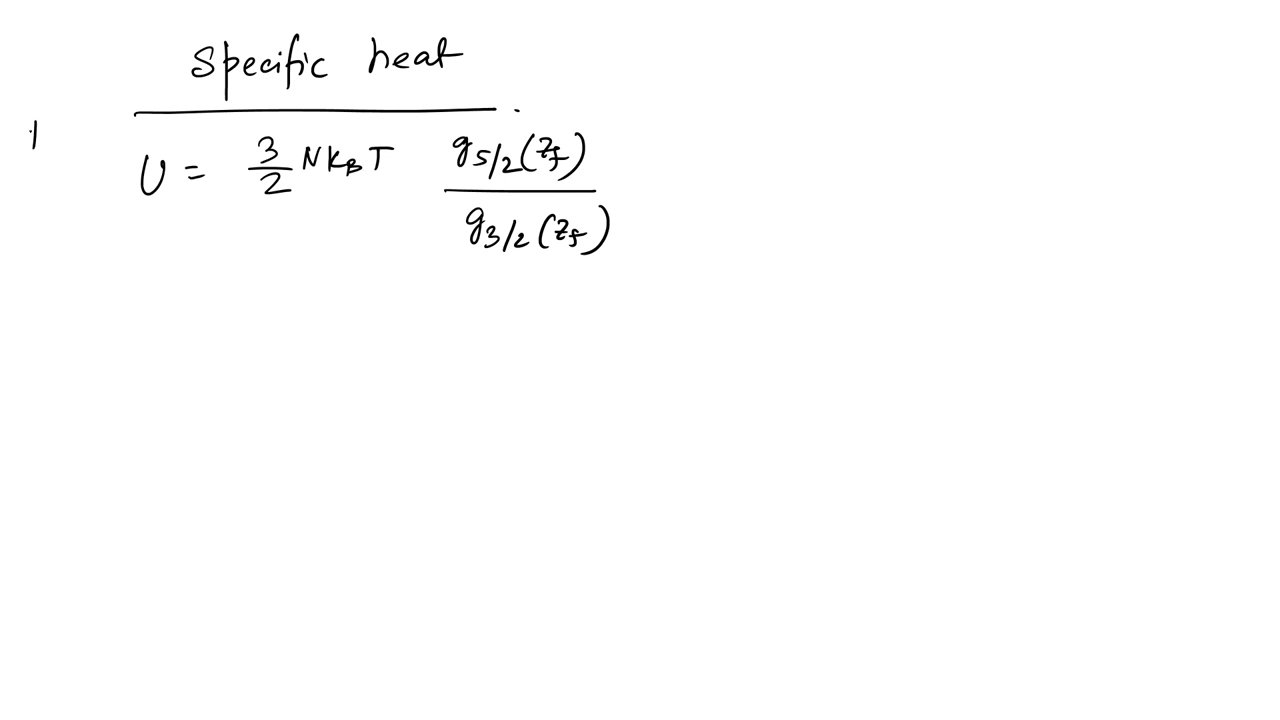 Specific heat
U = 3/2 N k_B T g_{5/2}(z_f) / g_{3/2}(z_f)